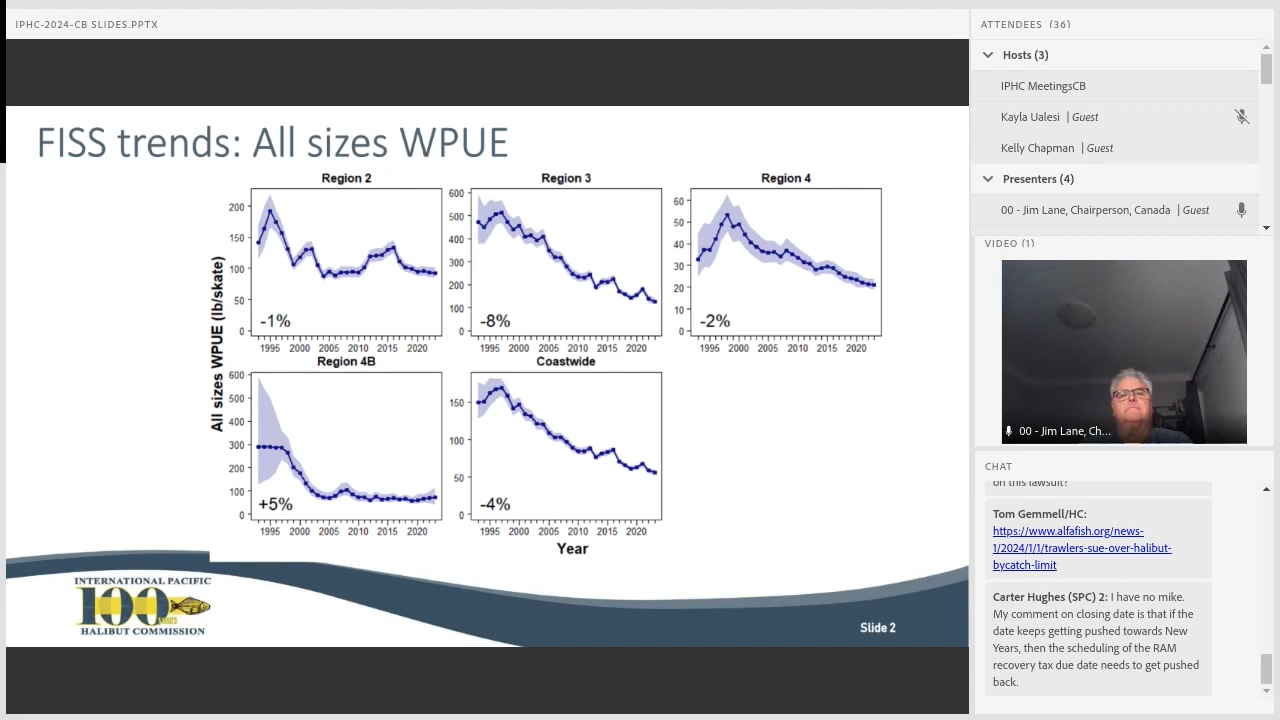 IPHC-2024-CB SLIDES.PPTX
FISS trends: All sizes WPUE
All sizes WPUE (lb/skate)
Region 2
200
150
100
50
0
-1%
1995 2000 2005 2010 2015 2020
Region 3
600
500
400
300
200
100
0
-8%
1995 2000 2005 2010 2015 2020
Region 4
60
50
40
30
20
10
0
-2%
1995 2000 2005 2010 2015 2020
Region 4B
600
500
400
300
200
100
0
+5%
1995 2000 2005 2010 2015 2020
Coastwide
150
100
50
0
-4%
1995 2000 2005 2010 2015 2020
Year
INTERNATIONAL PACIFIC
100
years
HALIBUT COMMISSION
Slide 2
ATTENDEES (36)
Hosts (3)
IPHC MeetingsCB
Kayla Ualesi | Guest
Kelly Chapman | Guest
Presenters (4)
00 - Jim Lane, Chairperson, Canada | Guest
VIDEO (1)
00 - Jim Lane, Ch...
CHAT
on this lawsuit?
Tom Gemmell/HC:
https://www.alfafish.org/news-
1/2024/1/1/trawlers-sue-over-halibut-
bycatch-limit
Carter Hughes (SPC) 2: I have no mike.
My comment on closing date is that if the
date keeps getting pushed towards New
Years, then the scheduling of the RAM
recovery tax due date needs to get pushed
back.